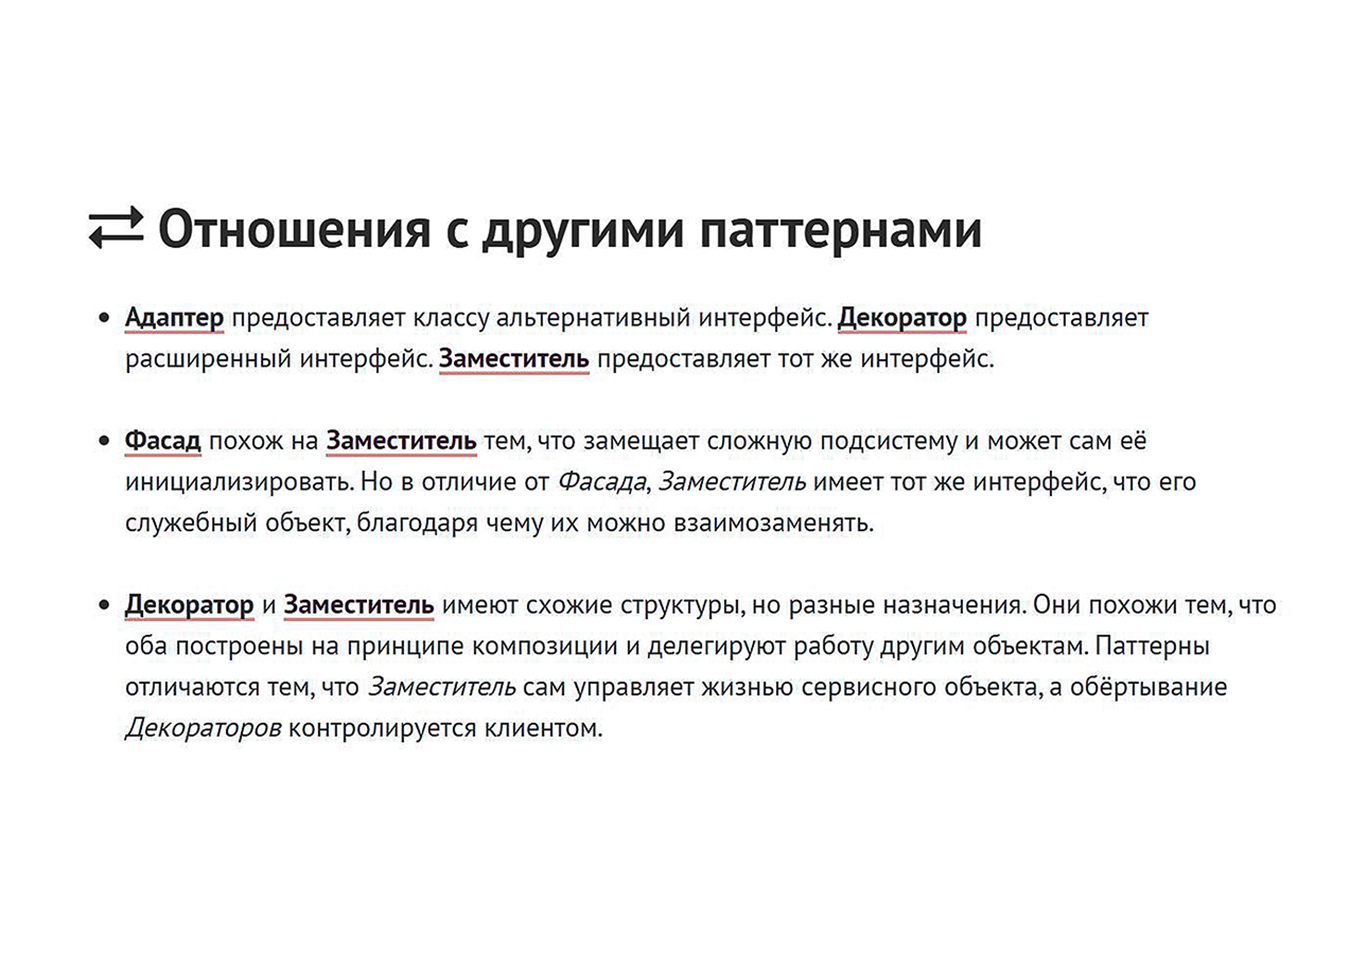 Отношения с другими паттернами
• Адаптер предоставляет классу альтернативный интерфейс. Декоратор предоставляет
расширенный интерфейс. Заместитель предоставляет тот же интерфейс.
• Фасад похож на Заместитель тем, что замещает сложную подсистему и может сам её
инициализировать. Но в отличие от Фасада, Заместитель имеет тот же интерфейс, что его
служебный объект, благодаря чему их можно взаимозаменять.
• Декоратор и Заместитель имеют схожие структуры, но разные назначения. Они похожи тем, что
оба построены на принципе композиции и делегируют работу другим объектам. Паттерны
отличаются тем, что Заместитель сам управляет жизнью сервисного объекта, а обёртывание
Декораторов контролируется клиентом.